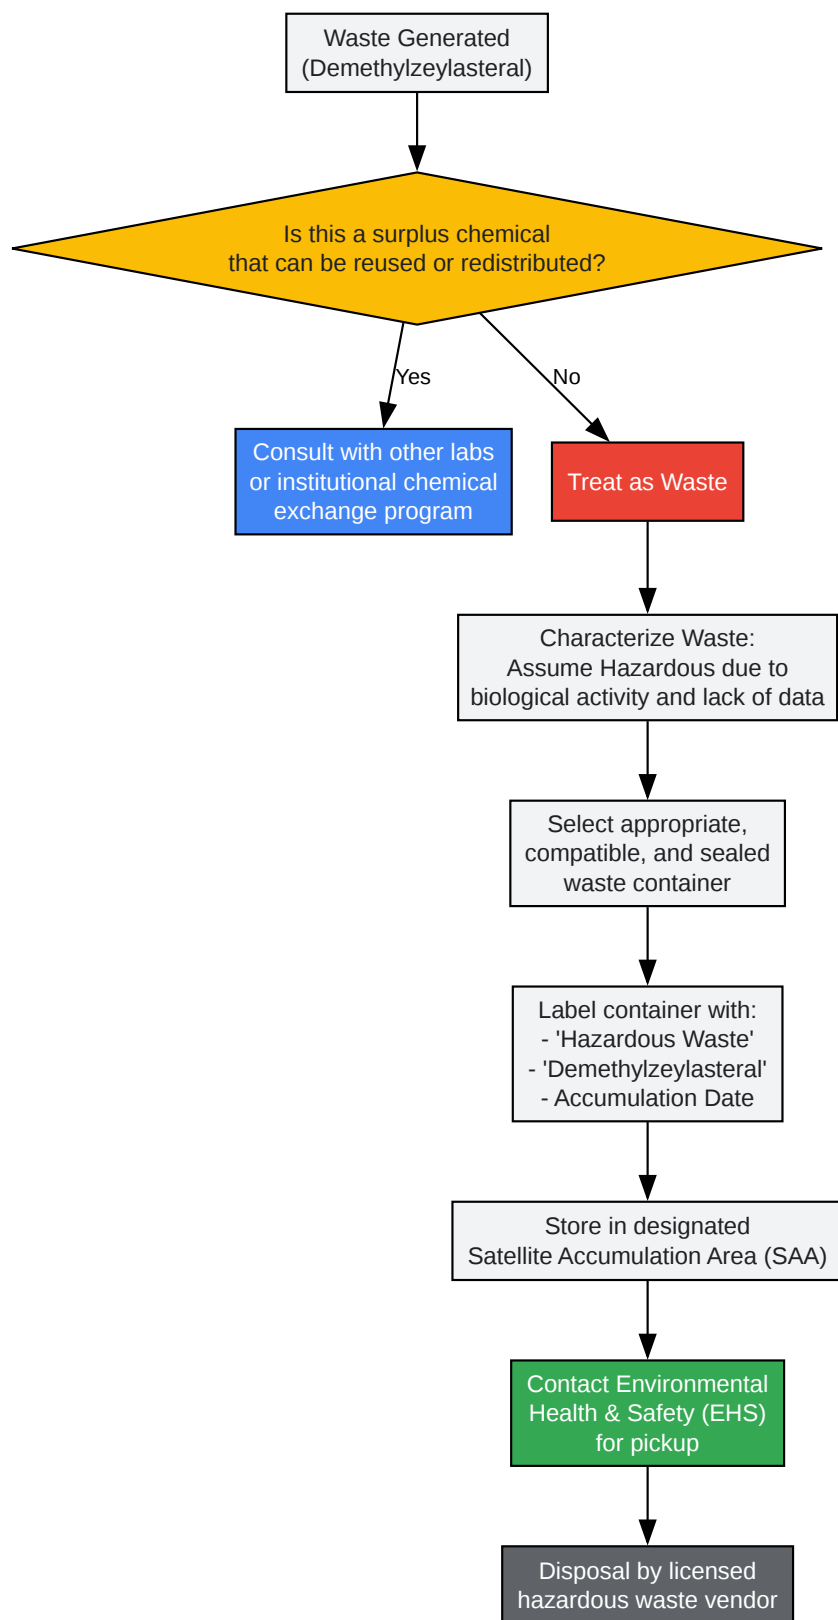 Waste Generated
(Demethylzeylasteral)
Is this a surplus chemical
that can be reused or redistributed?
Yes
No
Consult with other labs
or institutional chemical
exchange program
Treat as Waste
Characterize Waste:
Assume Hazardous due to
biological activity and lack of data
Select appropriate,
compatible, and sealed
waste container
Label container with:
- 'Hazardous Waste'
- 'Demethylzeylasteral'
- Accumulation Date
Store in designated
Satellite Accumulation Area (SAA)
Contact Environmental
Health & Safety (EHS)
for pickup
Disposal by licensed
hazardous waste vendor